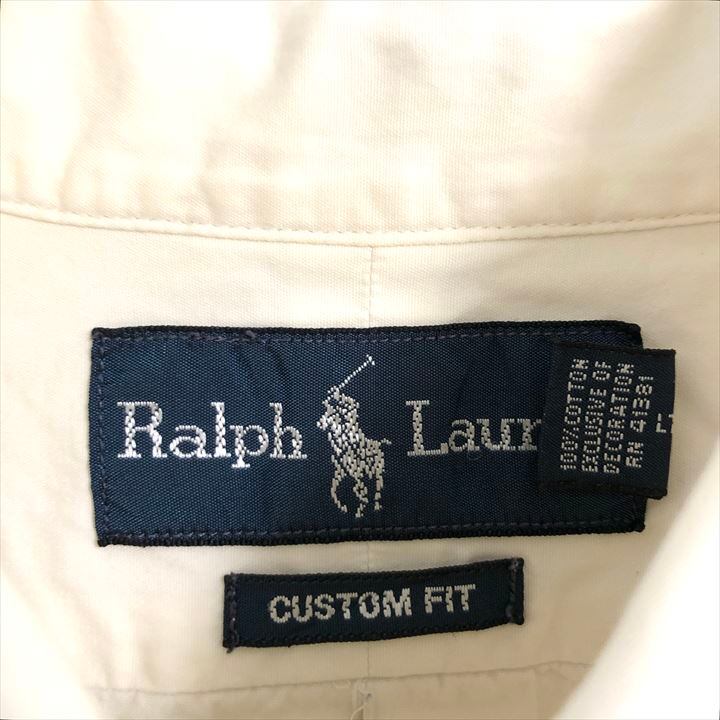 Ralph Laur
100% COTTON
EXCLUSIVE OF
DECORATION
RN 41381
CUSTOM FIT